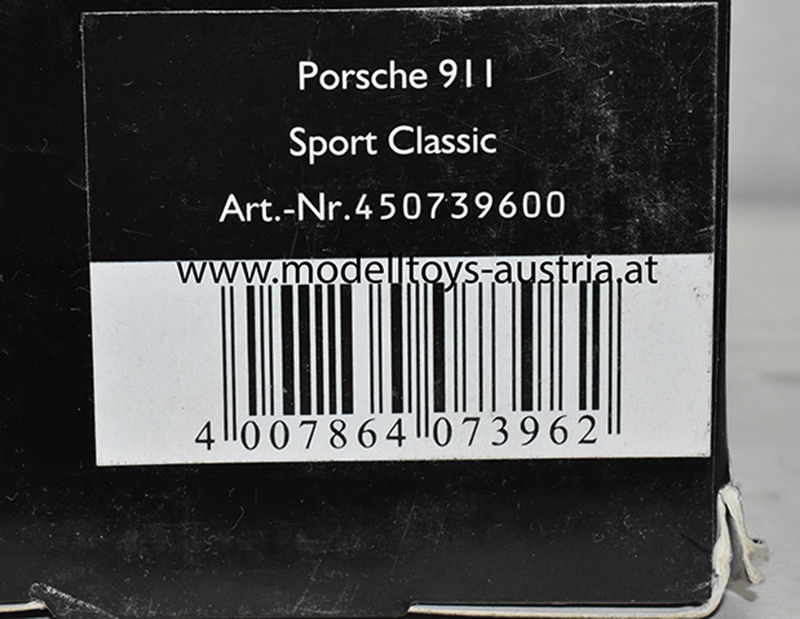 Porsche 911
Sport Classic
Art.-Nr.450739600
www.modelltoys-austria.at
4 007864 073962